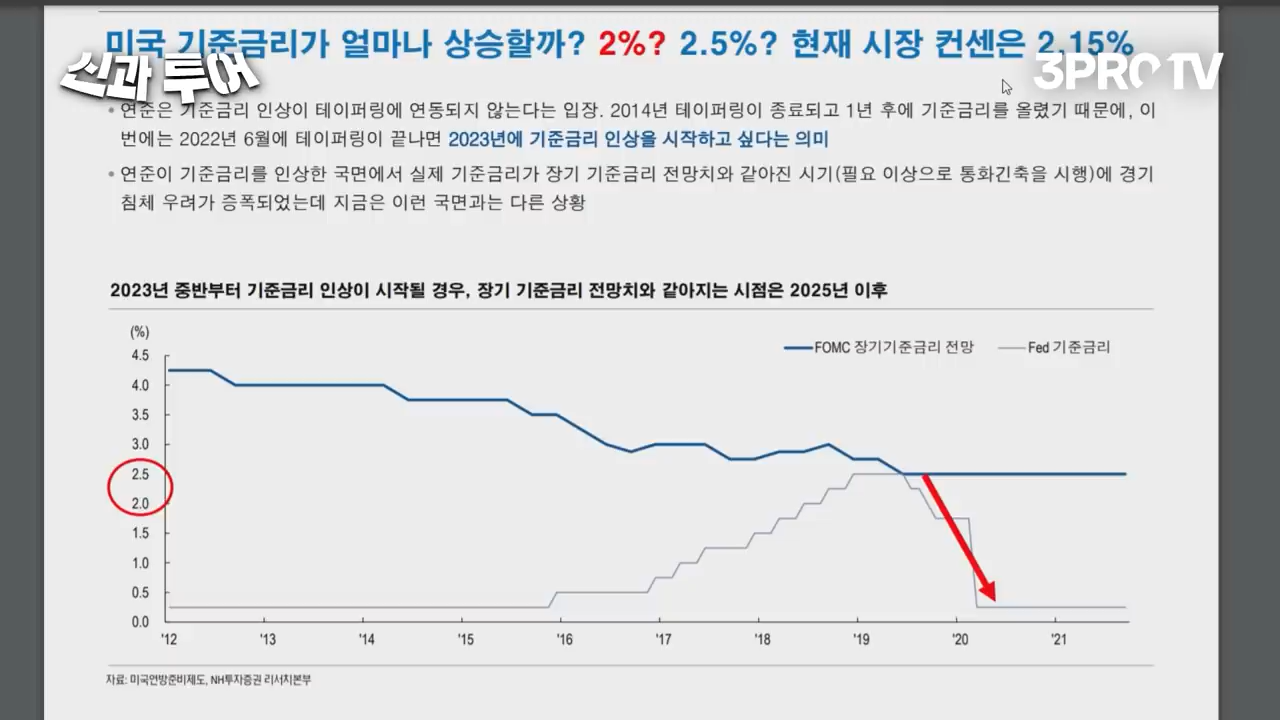 미국 기준금리가 얼마나 상승할까? 2%? 2.5%? 현재 시장 컨센은 2.15%
신과 투어
3PROTV
• 연준은 기준금리 인상이 테이퍼링에 연동되지 않는다는 입장. 2014년 테이퍼링이 종료되고 1년 후에 기준금리를 올렸기 때문에, 이
번에는 2022년 6월에 테이퍼링이 끝나면 2023년에 기준금리 인상을 시작하고 싶다는 의미
• 연준이 기준금리를 인상한 국면에서 실제 기준금리가 장기 기준금리 전망치와 같아진 시기(필요 이상으로 통화긴축을 시행)에 경기
침체 우려가 증폭되었는데 지금은 이런 국면과는 다른 상황
2023년 중반부터 기준금리 인상이 시작될 경우, 장기 기준금리 전망치와 같아지는 시점은 2025년 이후
(%)
FOMC 장기기준금리 전망 Fed 기준금리
4.5
4.0
3.5
3.0
2.5
2.0
1.5
1.0
0.5
0.0
'12 '13 '14 '15 '16 '17 '18 '19 '20 '21
자료: 미국연방준비제도, NH투자증권 리서치본부